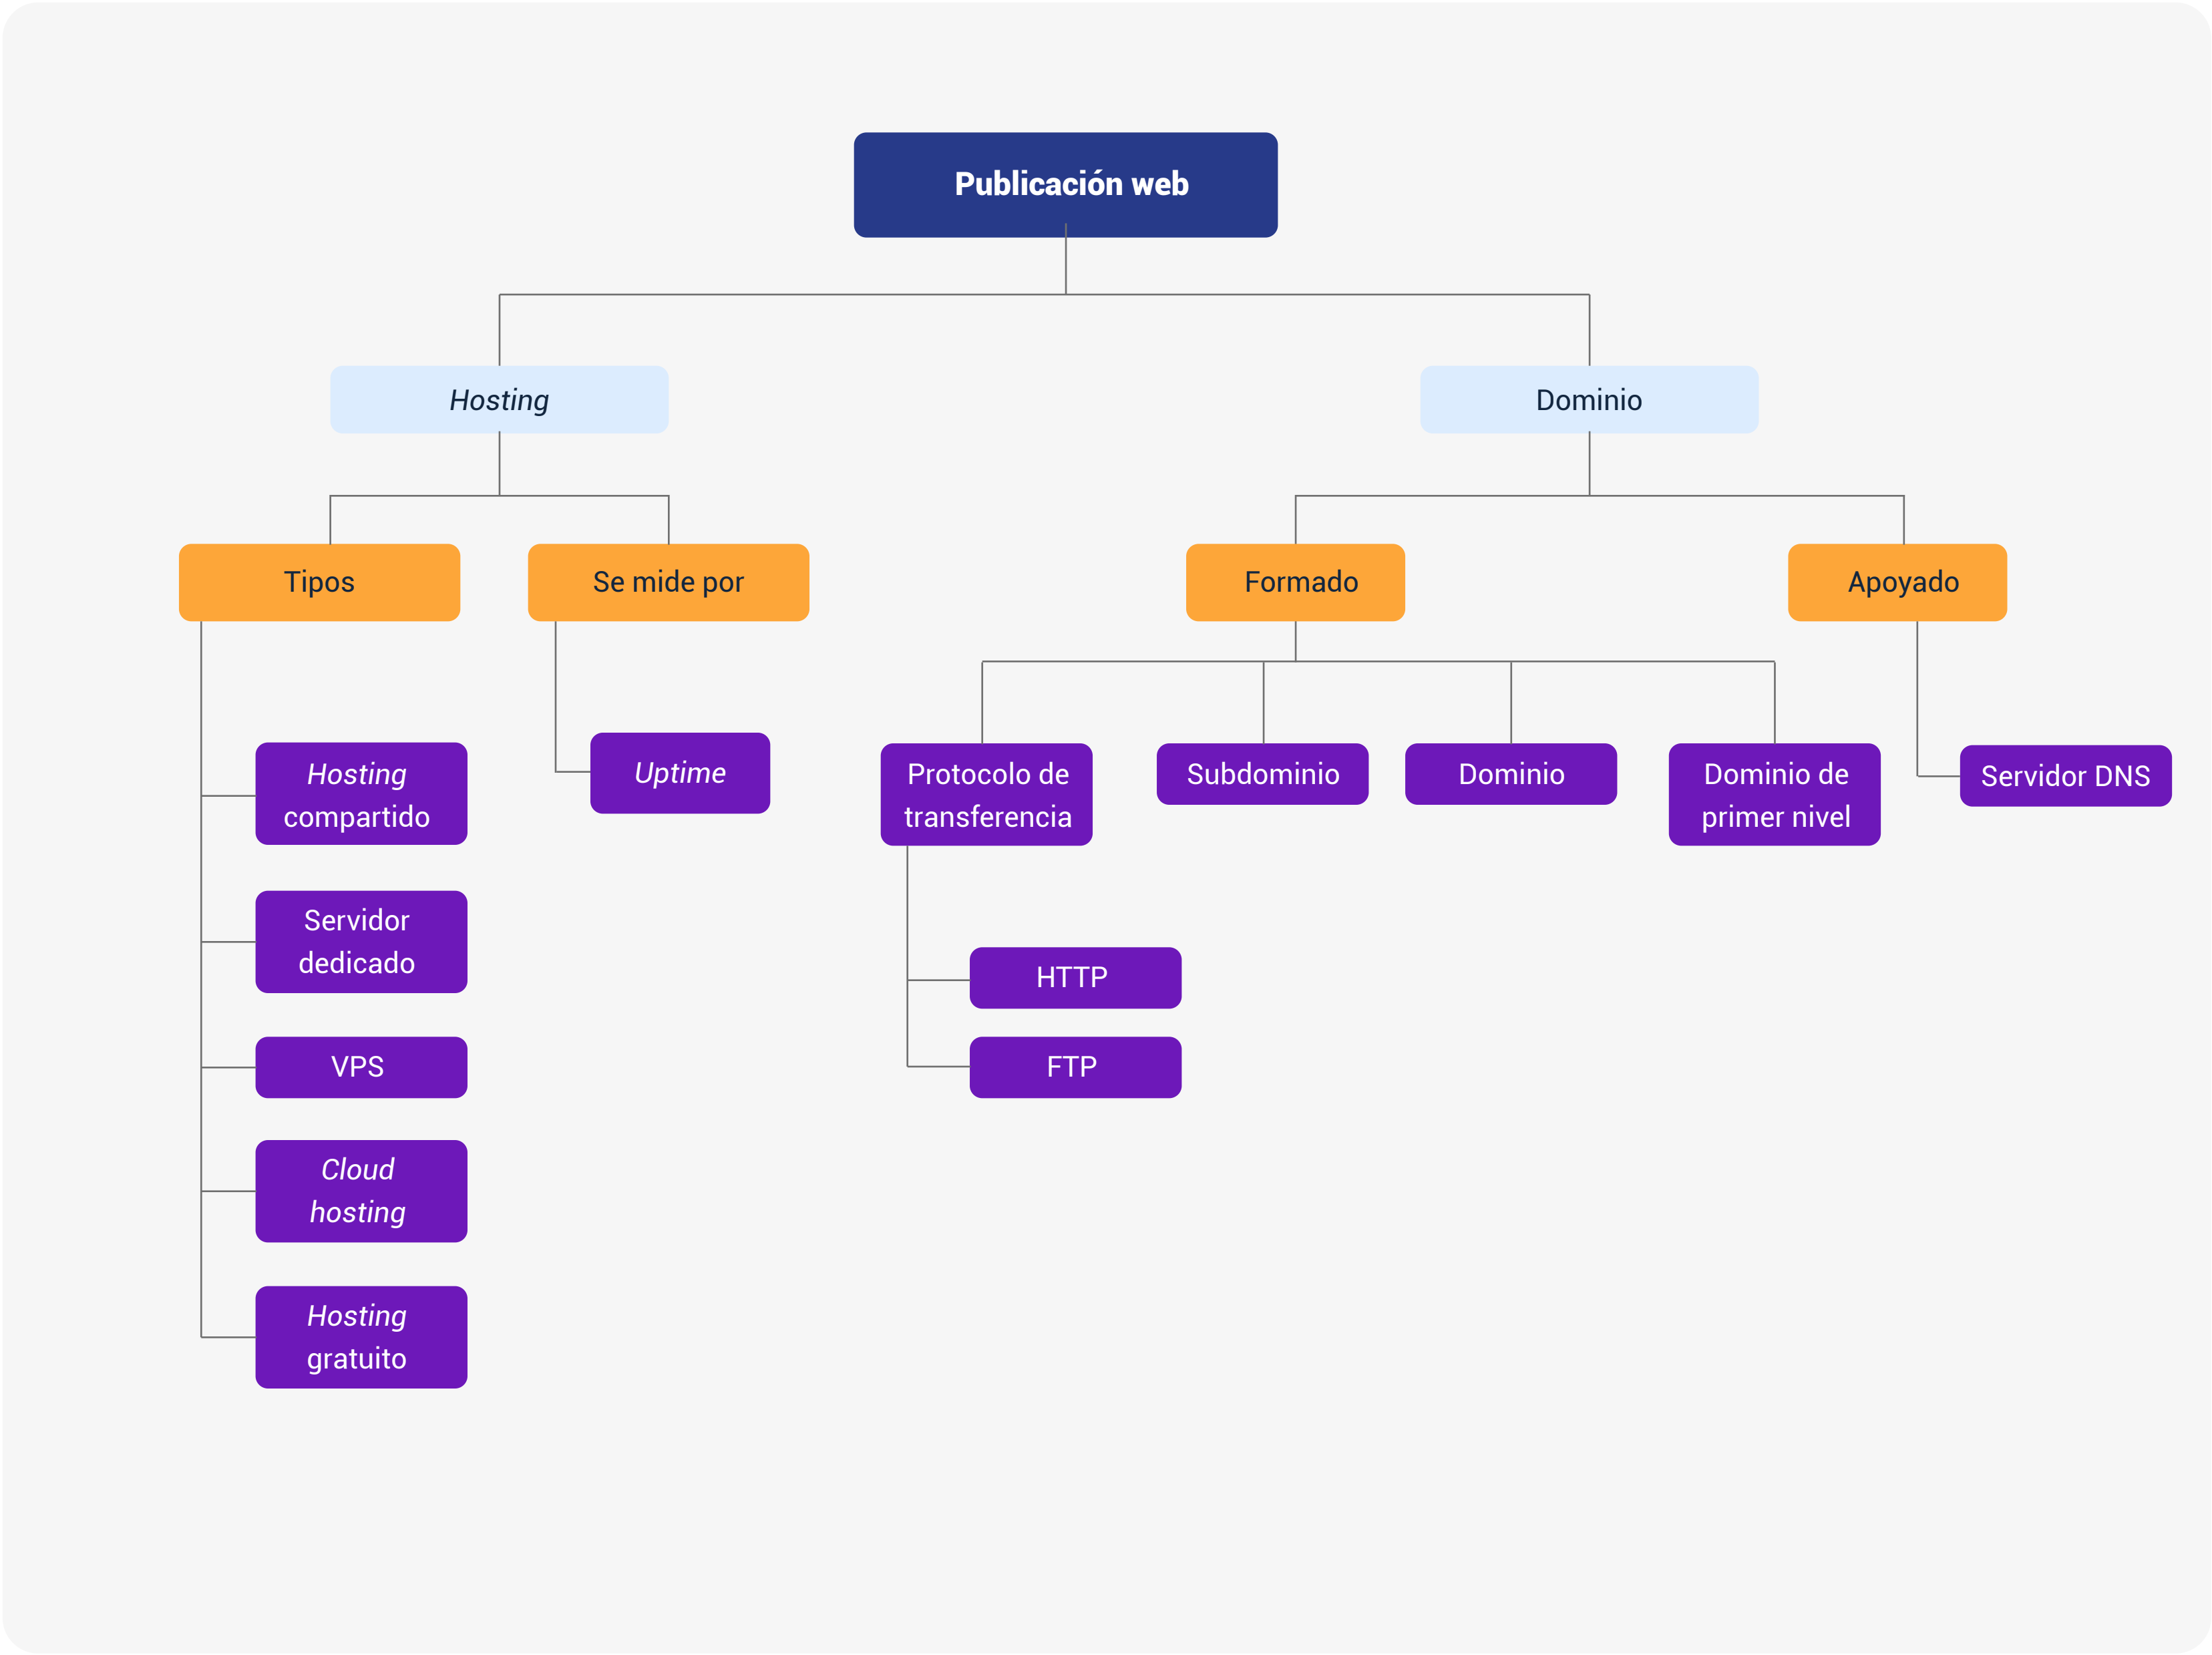 Publicación web
Hosting
Dominio
Tipos
Se mide por
Formado
Apoyado
Hosting
compartido
Servidor
dedicado
VPS
Cloud
hosting
Hosting
gratuito
Uptime
Protocolo de
transferencia
HTTP
FTP
Subdominio
Dominio
Dominio de
primer nivel
Servidor DNS